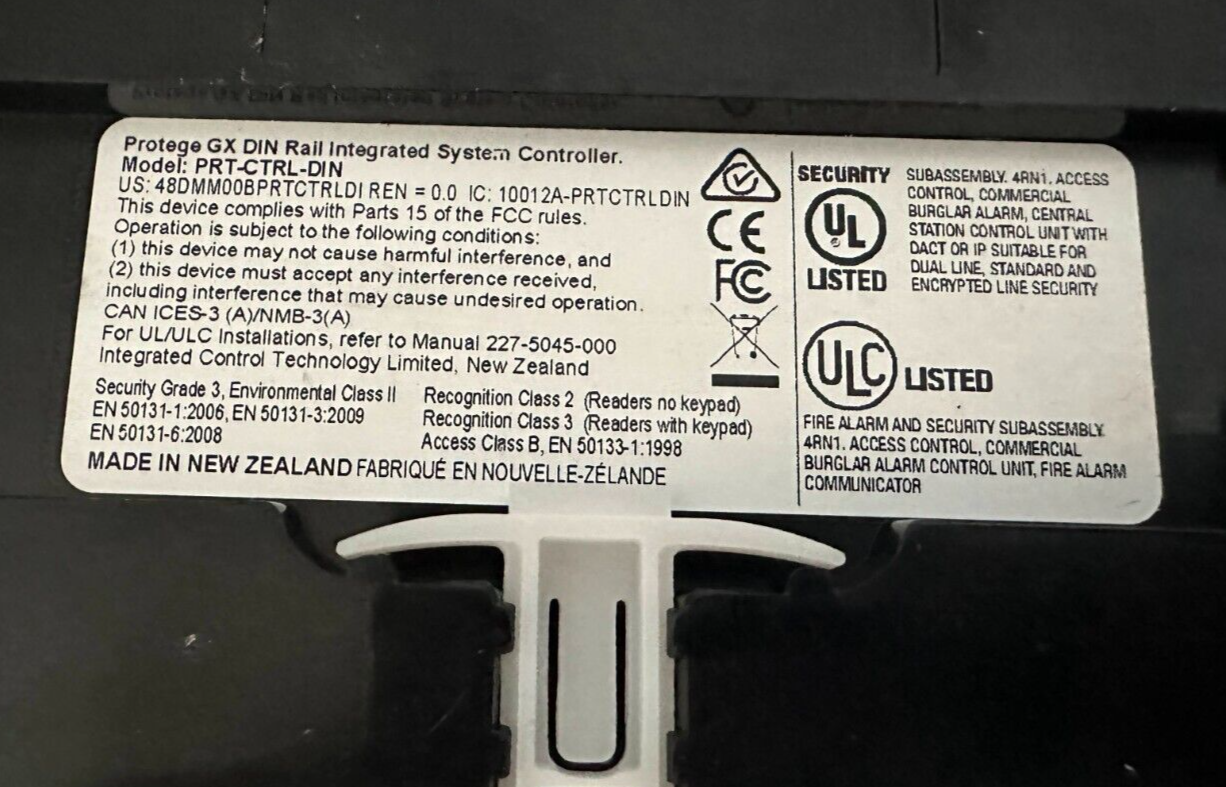 Protege GX DIN Rail Integrated System Controller.
Model: PRT-CTRL-DIN
US: 48DMM00BPRTCTRLDI REN = 0.0 IC: 10012A-PRTCTRLDIN
This device complies with Parts 15 of the FCC rules.
Operation is subject to the following conditions:
(1) this device may not cause harmful interference, and
(2) this device must accept any interference received,
including interference that may cause undesired operation.
CAN ICES-3 (A)/NMB-3(A)
For UL/ULC Installations, refer to Manual 227-5045-000
Integrated Control Technology Limited, New Zealand
Security Grade 3, Environmental Class II
EN 50131-1:2006, EN 50131-3:2009
EN 50131-6:2008
Recognition Class 2 (Readers no keypad)
Recognition Class 3 (Readers with keypad)
Access Class B, EN 50133-1:1998
MADE IN NEW ZEALAND FABRIQUÉ EN NOUVELLE-ZÉLANDE
CE
FC
SECURITY
UL
LISTED
SUBASSEMBLY. 4RN1. ACCESS
CONTROL, COMMERCIAL
BURGLAR ALARM, CENTRAL
STATION CONTROL UNIT WITH
DACT OR IP SUITABLE FOR
DUAL LINE, STANDARD AND
ENCRYPTED LINE SECURITY
ULC LISTED
FIRE ALARM AND SECURITY SUBASSEMBLY.
4RN1. ACCESS CONTROL, COMMERCIAL
BURGLAR ALARM CONTROL UNIT, FIRE ALARM
COMMUNICATOR